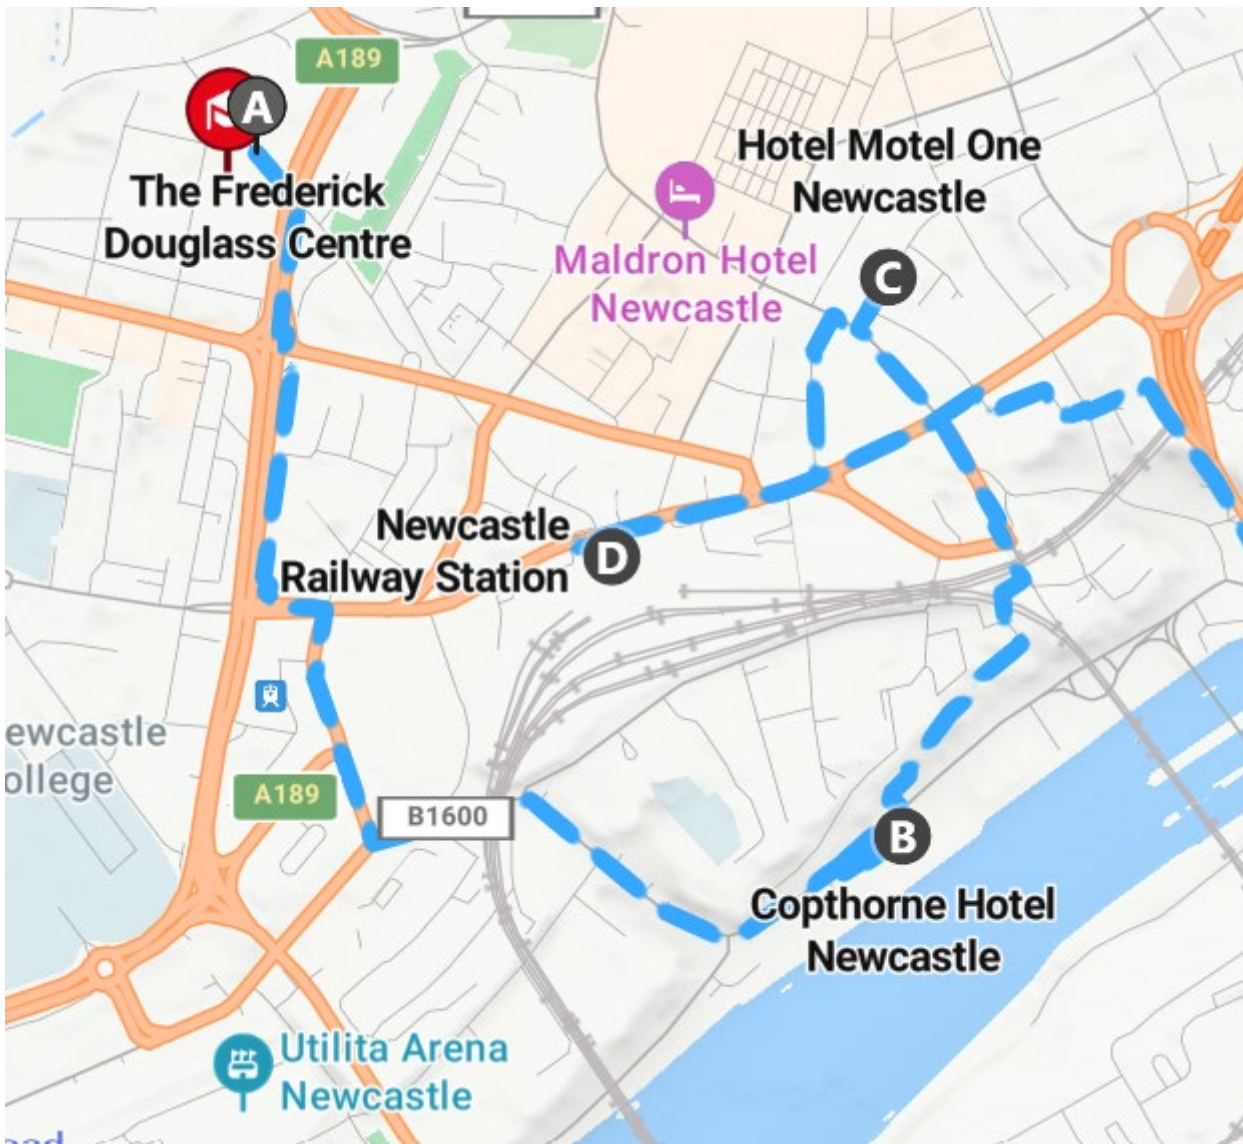 A189
A
The Frederick
Douglass Centre
Hotel Motel One
Newcastle
Maldron Hotel
Newcastle
C
Newcastle
Railway Station
D
ewcastle
ollege
A189
B1600
B
Copthorne Hotel
Newcastle
Utilita Arena
Newcastle